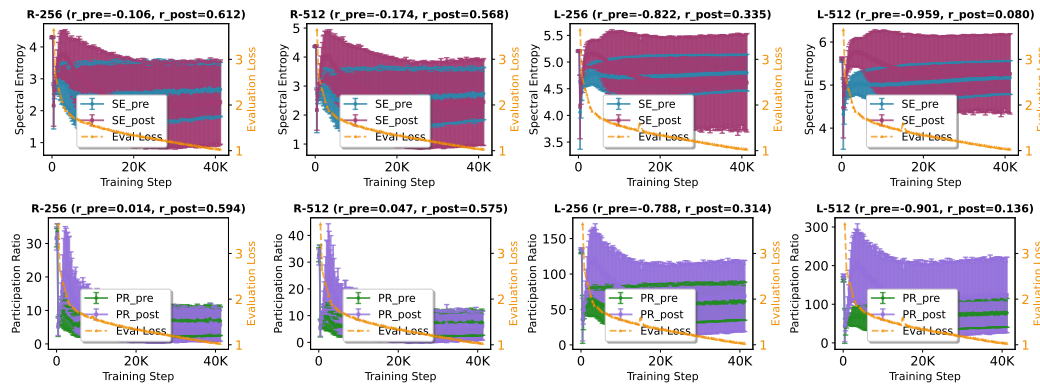 R-256 (r_pre=-0.106, r_post=0.612)
Spectral Entropy
4
3
2
1
SE_pre
SE_post
Eval Loss
3
2
1
Evaluation Loss
0
20K
40K
Training Step
R-512 (r_pre=-0.174, r_post=0.568)
Spectral Entropy
5
4
3
2
1
SE_pre
SE_post
Eval Loss
3
2
1
Evaluation Loss
0
20K
40K
Training Step
L-256 (r_pre=-0.822, r_post=0.335)
Spectral Entropy
5.5
5.0
4.5
4.0
3.5
SE_pre
SE_post
Eval Loss
3
2
1
Evaluation Loss
0
20K
40K
Training Step
L-512 (r_pre=-0.959, r_post=0.080)
Spectral Entropy
6
5
4
SE_pre
SE_post
Eval Loss
3
2
1
Evaluation Loss
0
20K
40K
Training Step
R-256 (r_pre=0.014, r_post=0.594)
Participation Ratio
30
20
10
0
PR_pre
PR_post
Eval Loss
3
2
1
Evaluation Loss
0
20K
40K
Training Step
R-512 (r_pre=0.047, r_post=0.575)
Participation Ratio
40
30
20
10
0
PR_pre
PR_post
Eval Loss
3
2
1
Evaluation Loss
0
20K
40K
Training Step
L-256 (r_pre=-0.788, r_post=0.314)
Participation Ratio
150
100
50
0
PR_pre
PR_post
Eval Loss
3
2
1
Evaluation Loss
0
20K
40K
Training Step
L-512 (r_pre=-0.901, r_post=0.136)
Participation Ratio
300
200
100
0
PR_pre
PR_post
Eval Loss
3
2
1
Evaluation Loss
0
20K
40K
Training Step